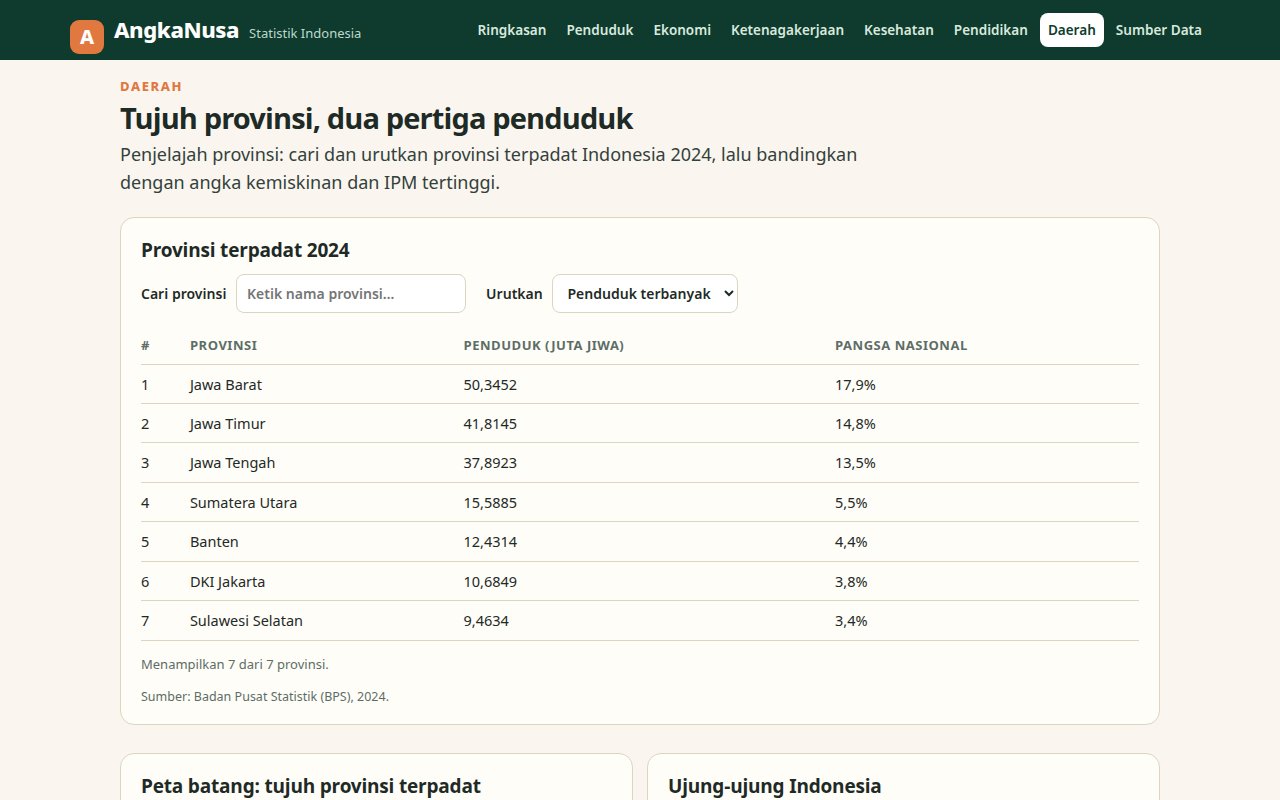 A AngkaNusa Statistik Indonesia Ringkasan Penduduk Ekonomi Ketenagakerjaan Kesehatan Pendidikan Daerah Sumber Data
DAERAH
Tujuh provinsi, dua pertiga penduduk
Penjelajah provinsi: cari dan urutkan provinsi terpadat Indonesia 2024, lalu bandingkan
dengan angka kemiskinan dan IPM tertinggi.
Provinsi terpadat 2024
Cari provinsi Ketik nama provinsi... Urutkan Penduduk terbanyak
# PROVINSI PENDUDUK (JUTA JIWA) PANGSA NASIONAL
1 Jawa Barat 50,3452 17,9%
2 Jawa Timur 41,8145 14,8%
3 Jawa Tengah 37,8923 13,5%
4 Sumatera Utara 15,5885 5,5%
5 Banten 12,4314 4,4%
6 DKI Jakarta 10,6849 3,8%
7 Sulawesi Selatan 9,4634 3,4%
Menampilkan 7 dari 7 provinsi.
Sumber: Badan Pusat Statistik (BPS), 2024.
Peta batang: tujuh provinsi terpadat
Ujung-ujung Indonesia